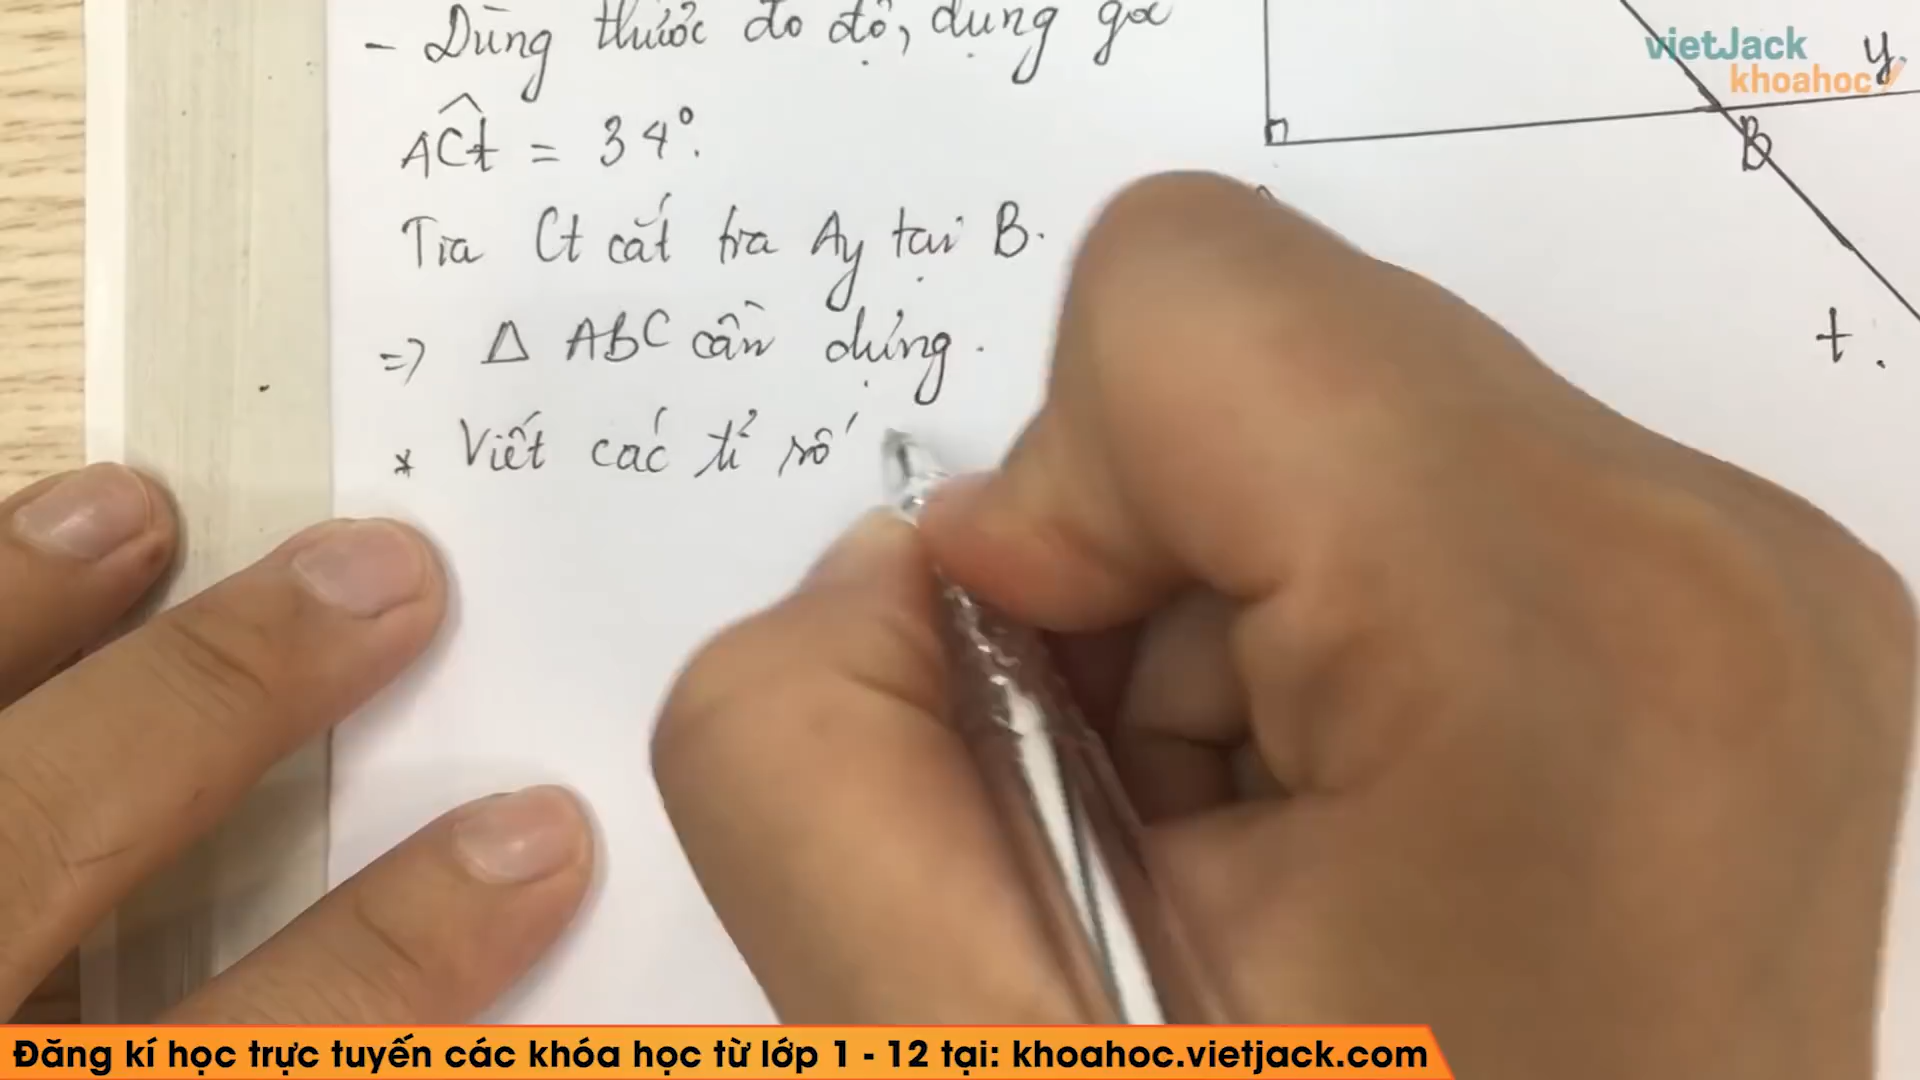 - Dùng thước đo độ, dựng góc
ACt = 34°.
Tia Ct cắt tia Ay tại B.
=> Δ ABC cần dựng.
* Viết các tỉ số
vietJack
khoahoc
y
B
t.
Đăng kí học trực tuyến các khóa học từ lớp 1 - 12 tại: khoahoc.vietjack.com